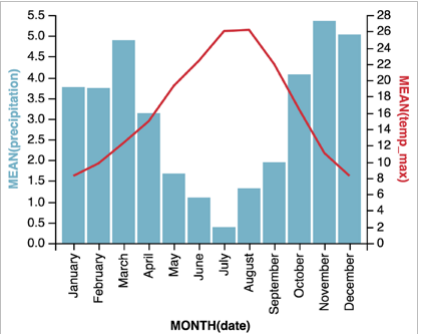 5.5
5.0
4.5
4.0
3.5
3.0
2.5
2.0
1.5
1.0
0.5
0.0
MEAN(precipitation)
28
26
24
22
20
18
16
14
12
10
8
6
4
2
0
MEAN(temp_max)
January
February
March
April
May
June
July
August
September
October
November
December
MONTH(date)